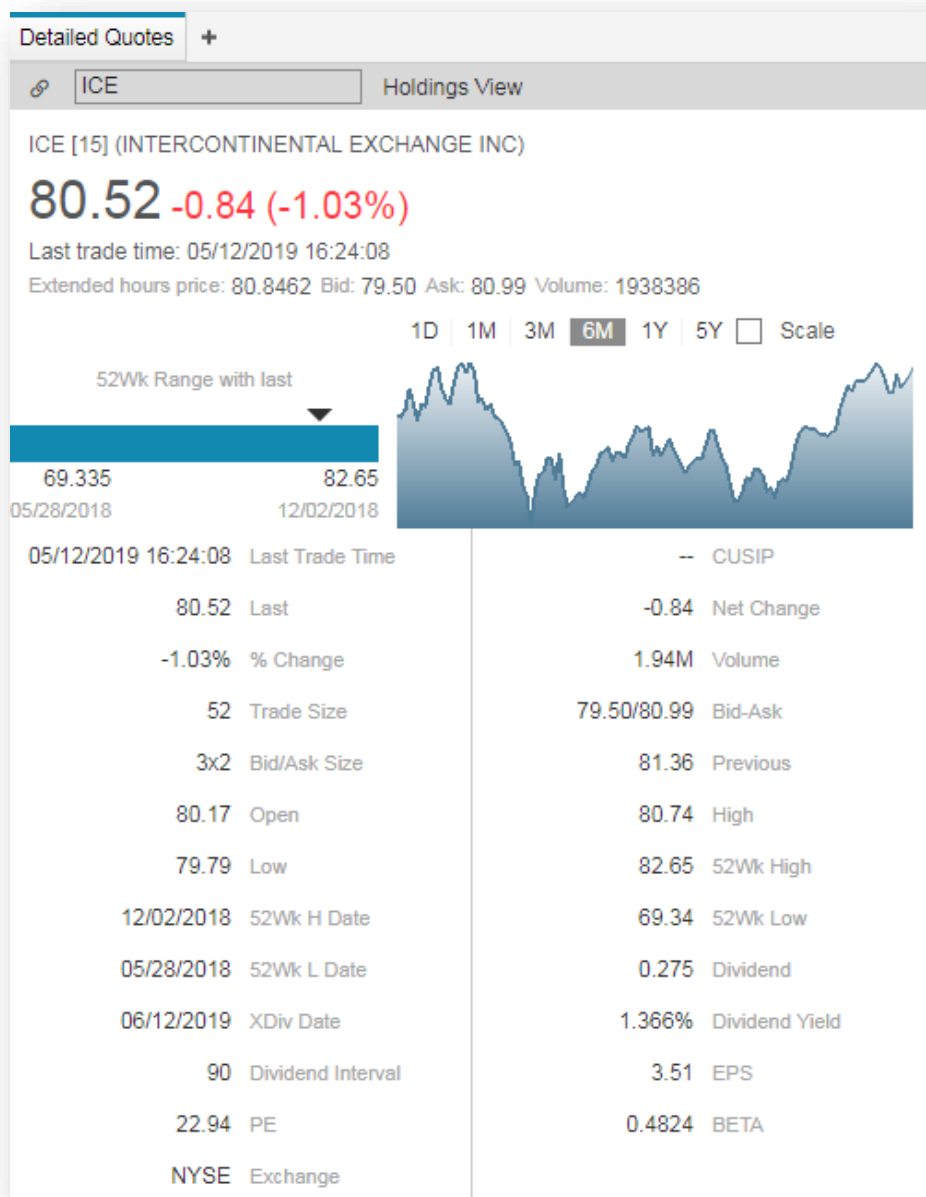 Detailed Quotes +
ICE Holdings View
ICE [15] (INTERCONTINENTAL EXCHANGE INC)
80.52 -0.84 (-1.03%)
Last trade time: 05/12/2019 16:24:08
Extended hours price: 80.8462 Bid: 79.50 Ask: 80.99 Volume: 1938386
1D 1M 3M 6M 1Y 5Y Scale
52Wk Range with last
69.335 82.65
05/28/2018 12/02/2018
05/12/2019 16:24:08 Last Trade Time -- CUSIP
80.52 Last -0.84 Net Change
-1.03% % Change 1.94M Volume
52 Trade Size 79.50/80.99 Bid-Ask
3x2 Bid/Ask Size 81.36 Previous
80.17 Open 80.74 High
79.79 Low 82.65 52Wk High
12/02/2018 52Wk H Date 69.34 52Wk Low
05/28/2018 52Wk L Date 0.275 Dividend
06/12/2019 XDiv Date 1.366% Dividend Yield
90 Dividend Interval 3.51 EPS
22.94 PE 0.4824 BETA
NYSE Exchange